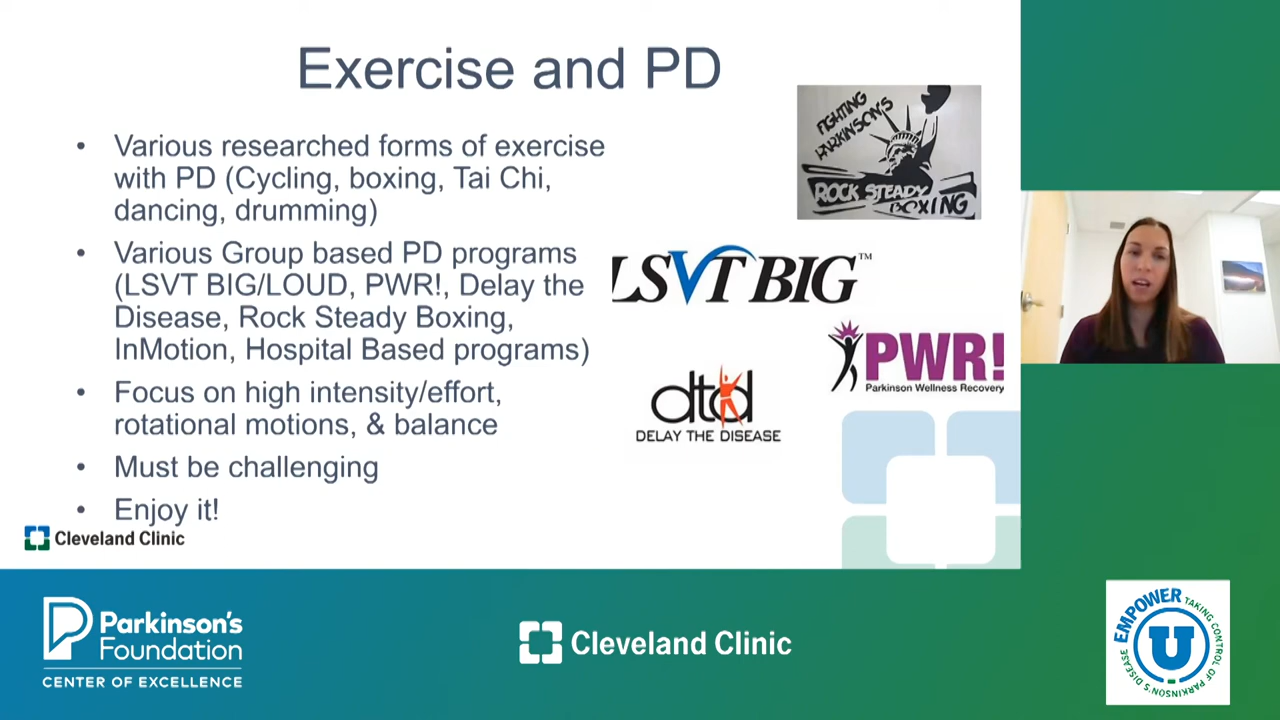 Exercise and PD
• Various researched forms of exercise
with PD (Cycling, boxing, Tai Chi,
dancing, drumming)
• Various Group based PD programs
(LSVT BIG/LOUD, PWR!, Delay the
Disease, Rock Steady Boxing,
InMotion, Hospital Based programs)
• Focus on high intensity/effort,
rotational motions, & balance
• Must be challenging
• Enjoy it!
FIGHTING
PARKINSON'S
ROCK STEADY
BOXING
LSVT BIG™
PWR!
Parkinson Wellness Recovery
dtd
DELAY THE DISEASE
Cleveland Clinic
Parkinson's
Foundation
CENTER OF EXCELLENCE
Cleveland Clinic
EMPOWER
U
TAKING CONTROL OF PARKINSON'S DISEASE